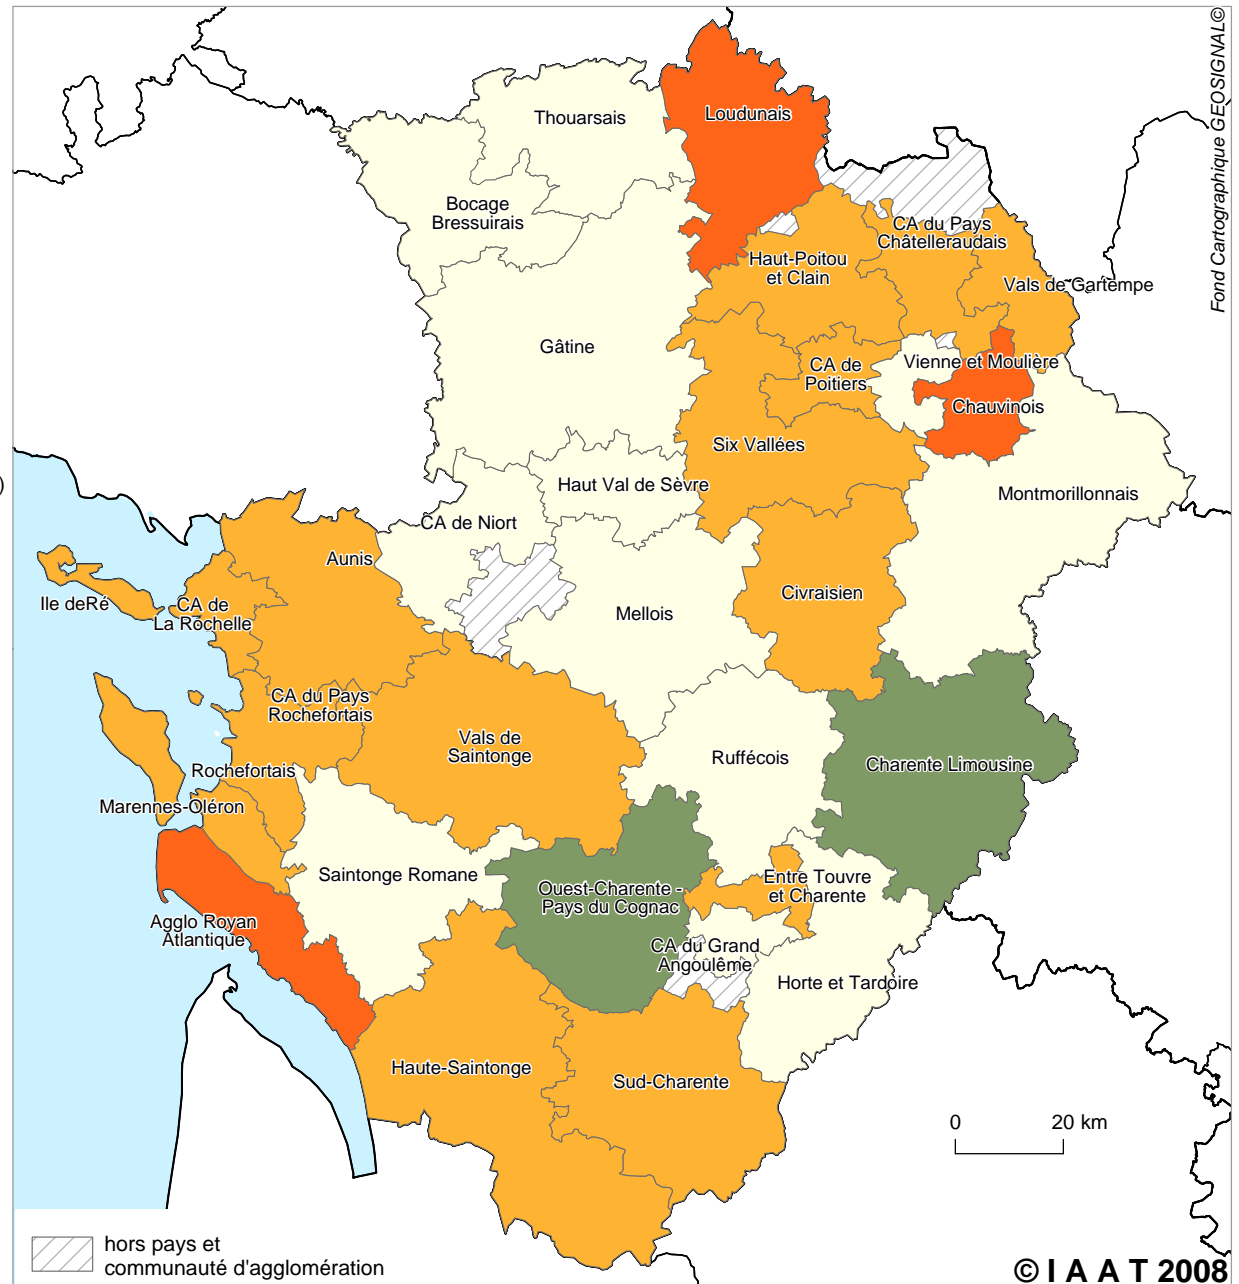 Fond Cartographique GEOSIGNAL©
Loudunais
Thouarsais
Bocage
Bressuirais
CA du Pays
Châtelleraudais
Haut-Poitou
et Clain
Vals de Gartempe
Gâtine
Vienne et Moulière
CA de
Poitiers
Chauvinois
Six Vallées
)
Haut Val de Sèvre
Montmorillonnais
CA de Niort
Aunis
Civraisien
Ile deRé
CA de
La Rochelle
Mellois
CA du Pays
Rochefortais
Vals de
Saintonge
Ruffécois
Charente Limousine
Rochefortais
Marennes-Oléron
Saintonge Romane
Entre Touvre
et Charente
Ouest-Charente -
Pays du Cognac
Agglo Royan
Atlantique
CA du Grand
Angoulême
Horte et Tardoire
Haute-Saintonge
Sud-Charente
0 20 km
hors pays et
communauté d'agglomération
© I A A T 2008